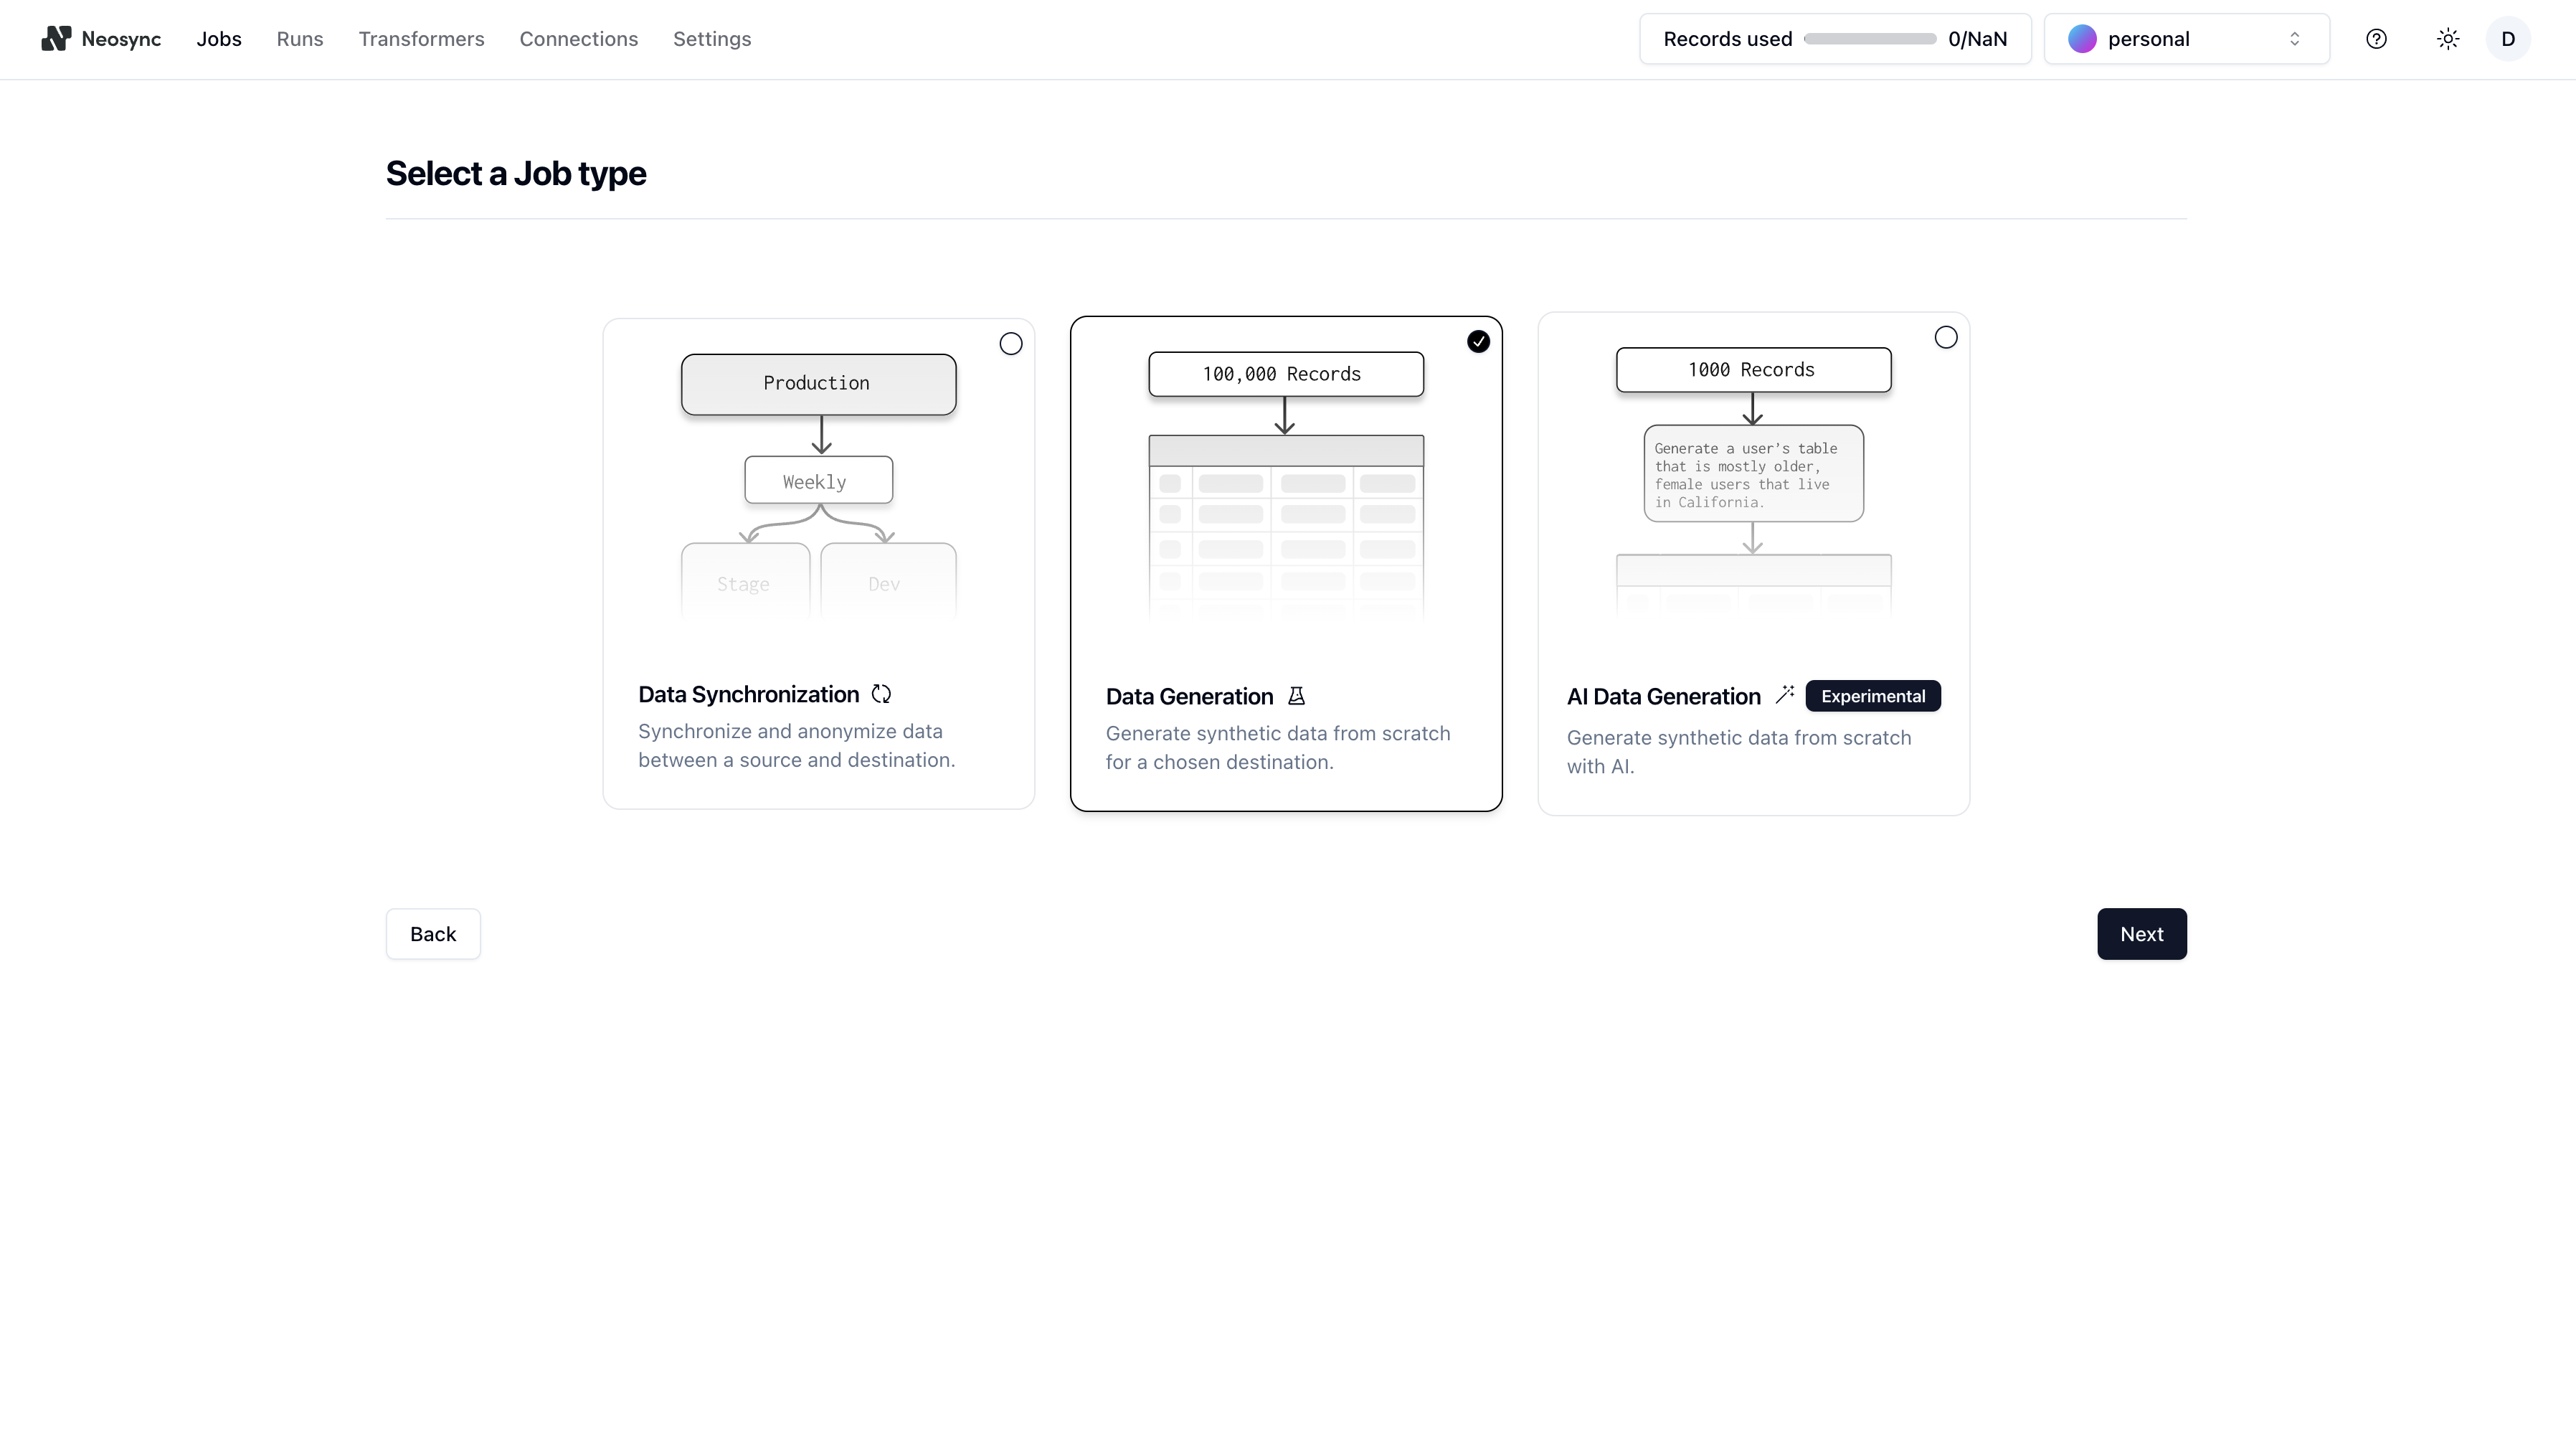 Neosync
Jobs
Runs
Transformers
Connections
Settings
Records used 0/NaN
personal
D
Select a Job type
Production
Weekly
Stage
Dev
Data Synchronization
Synchronize and anonymize data
between a source and destination.
100,000 Records
Data Generation
Generate synthetic data from scratch
for a chosen destination.
1000 Records
Generate a user's table
that is mostly older,
female users that live
in California.
AI Data Generation
Experimental
Generate synthetic data from scratch
with AI.
Back
Next